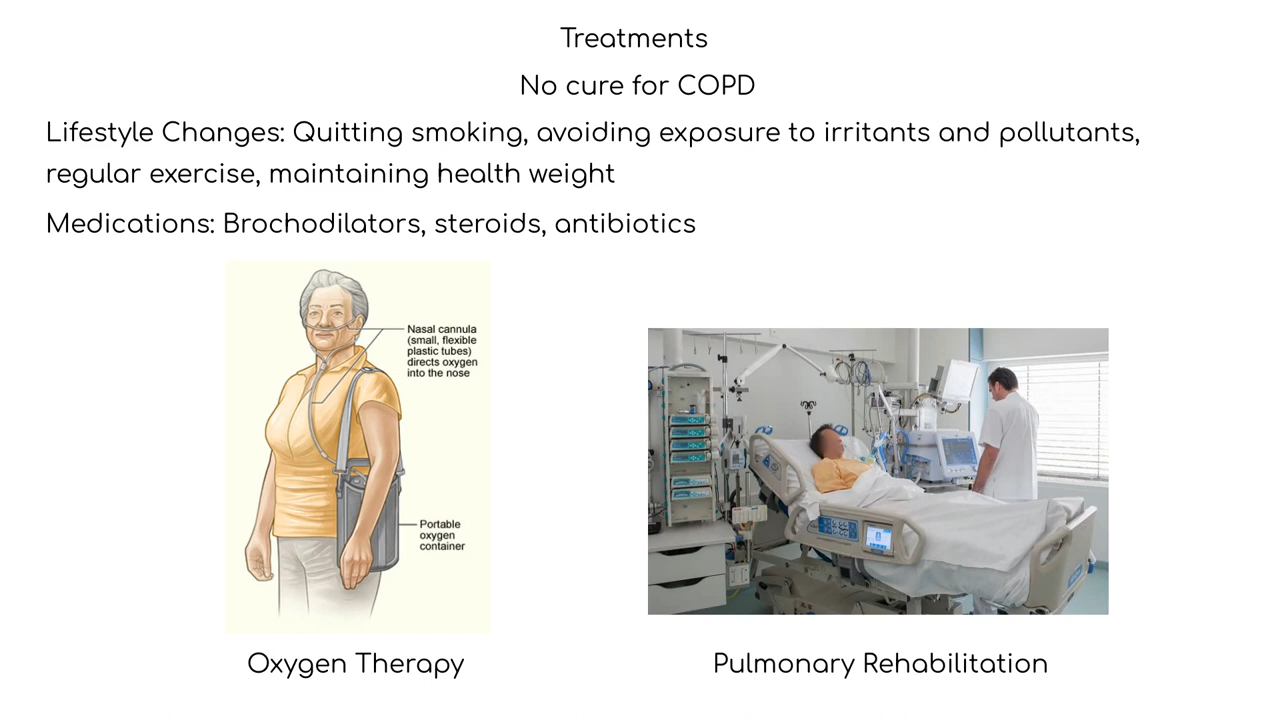 Treatments
No cure for COPD
Lifestyle Changes: Quitting smoking, avoiding exposure to irritants and pollutants,
regular exercise, maintaining health weight
Medications: Brochodilators, steroids, antibiotics
Nasal cannula
(small, flexible
plastic tubes)
directs oxygen
into the nose
Portable
oxygen
container
Oxygen Therapy
Pulmonary Rehabilitation